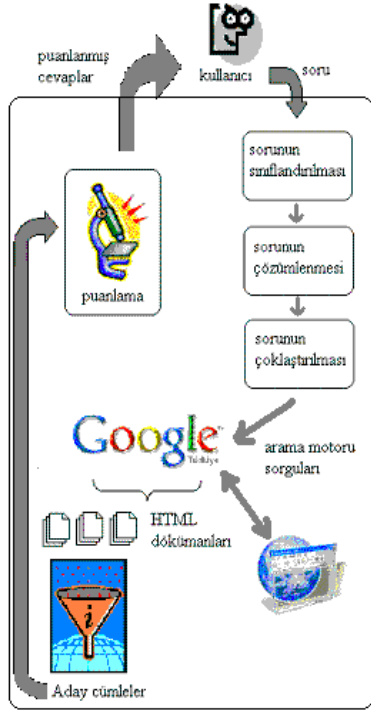 puanlanmış
cevaplar
kullanıcı
soru
sorunun
sınıflandırılması
sorunun
çözümlenmesi
sorunun
çoklaştırılması
puanlama
Google
Türkiye
arama motoru
sorguları
HTML
dökümanları
i
Aday cümleler